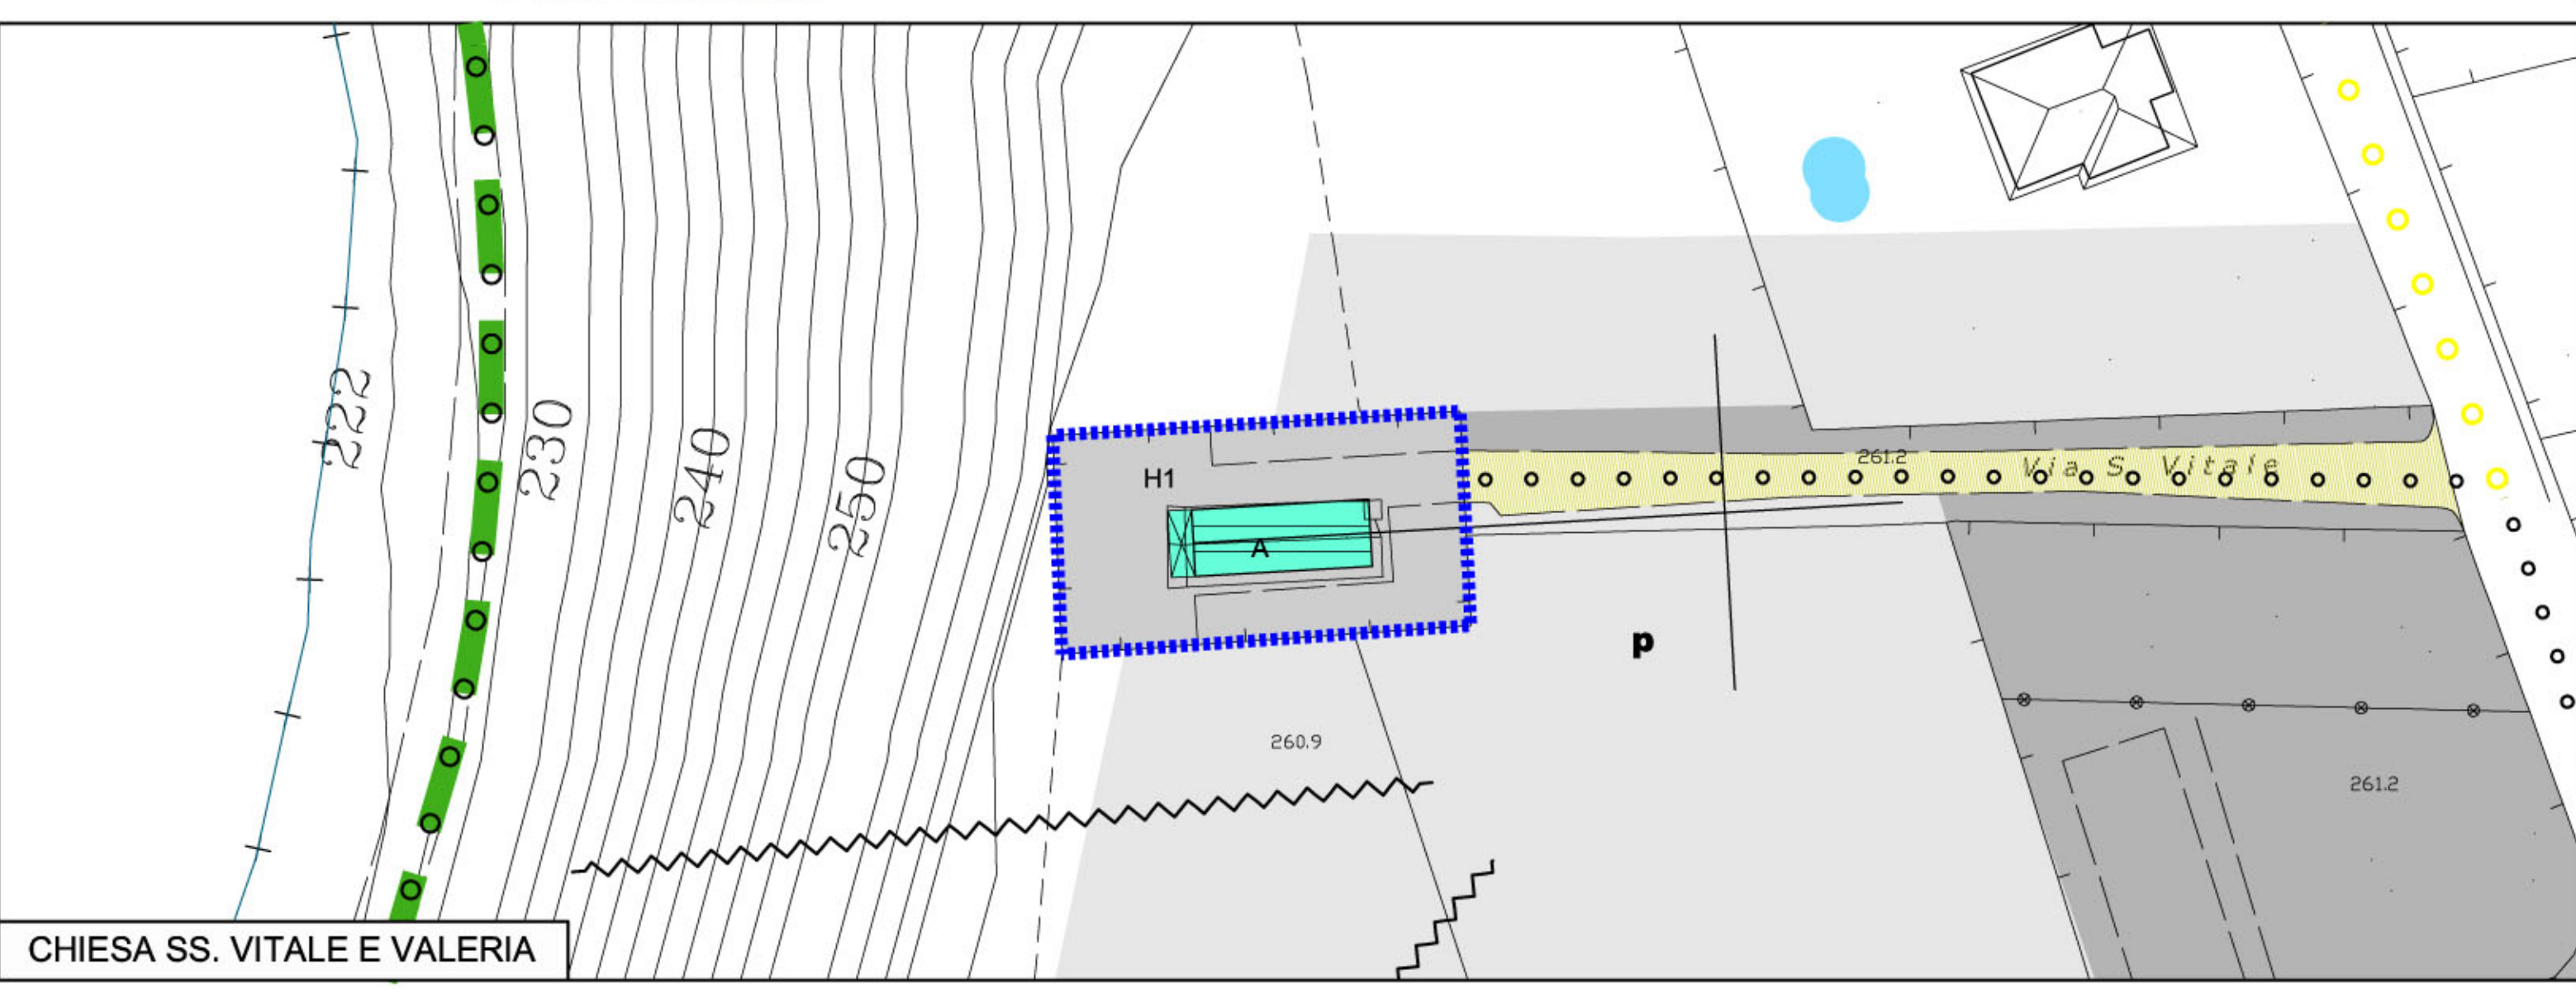 222
230
240
250
H1
A
261.2
Via S. Vitale
p
260.9
261.2
CHIESA SS. VITALE E VALERIA